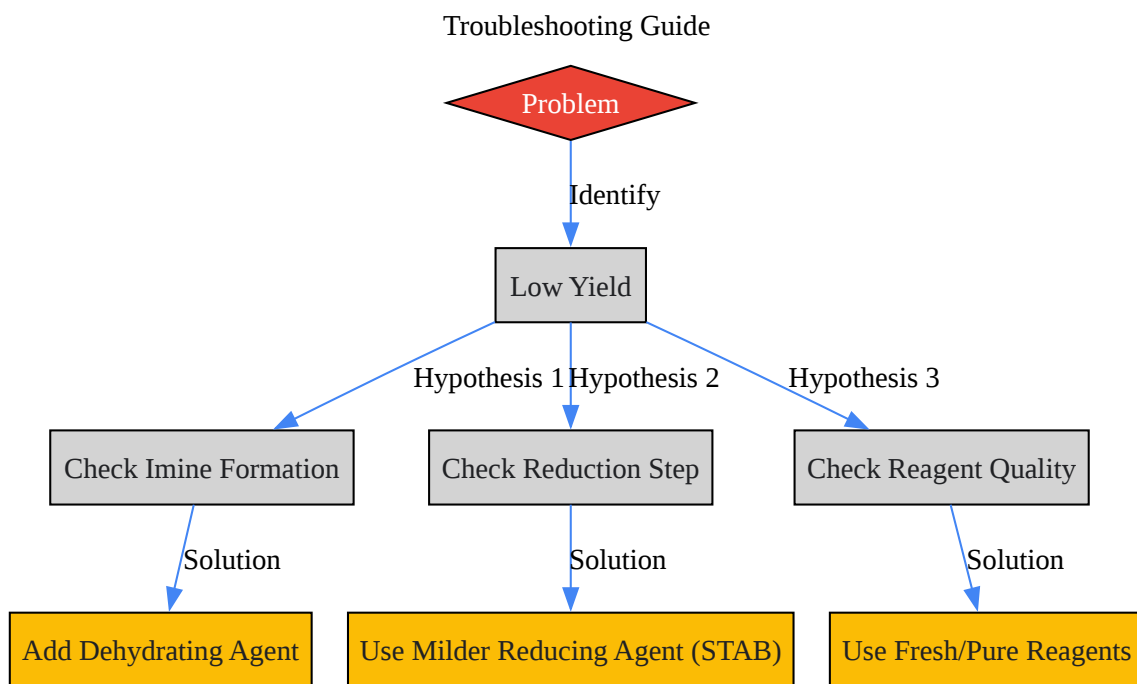 Troubleshooting Guide
Problem
Identify
Low Yield
Hypothesis 1
Hypothesis 2
Hypothesis 3
Check Imine Formation
Check Reduction Step
Check Reagent Quality
Solution
Solution
Solution
Add Dehydrating Agent
Use Milder Reducing Agent (STAB)
Use Fresh/Pure Reagents